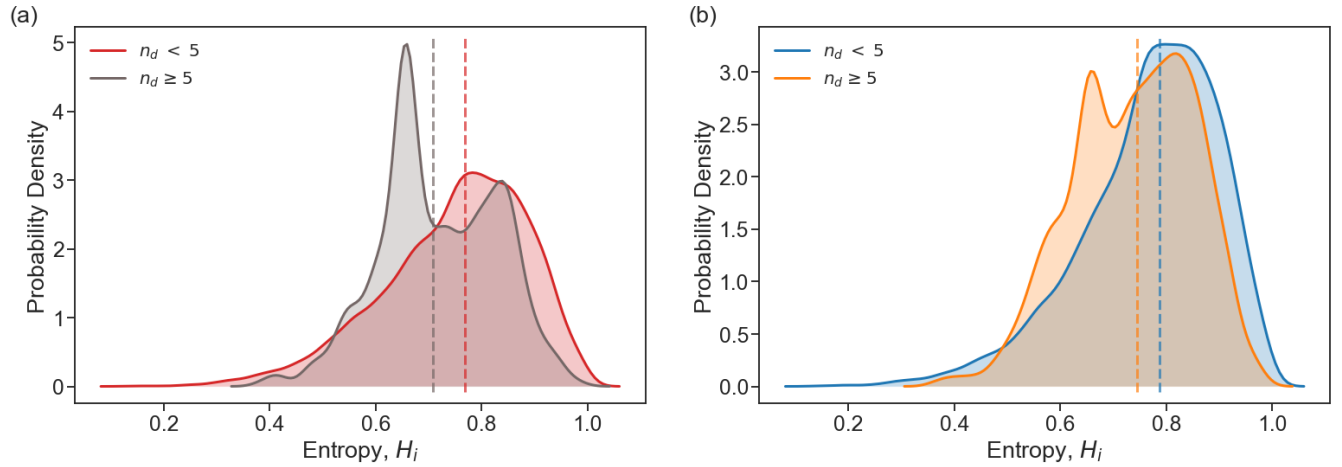 (a)
n_d < 5
n_d ≥ 5
5
4
3
2
1
0
Probability Density
0.2 0.4 0.6 0.8 1.0
Entropy, H_i
(b)
n_d < 5
n_d ≥ 5
3.0
2.5
2.0
1.5
1.0
0.5
0.0
Probability Density
0.2 0.4 0.6 0.8 1.0
Entropy, H_i